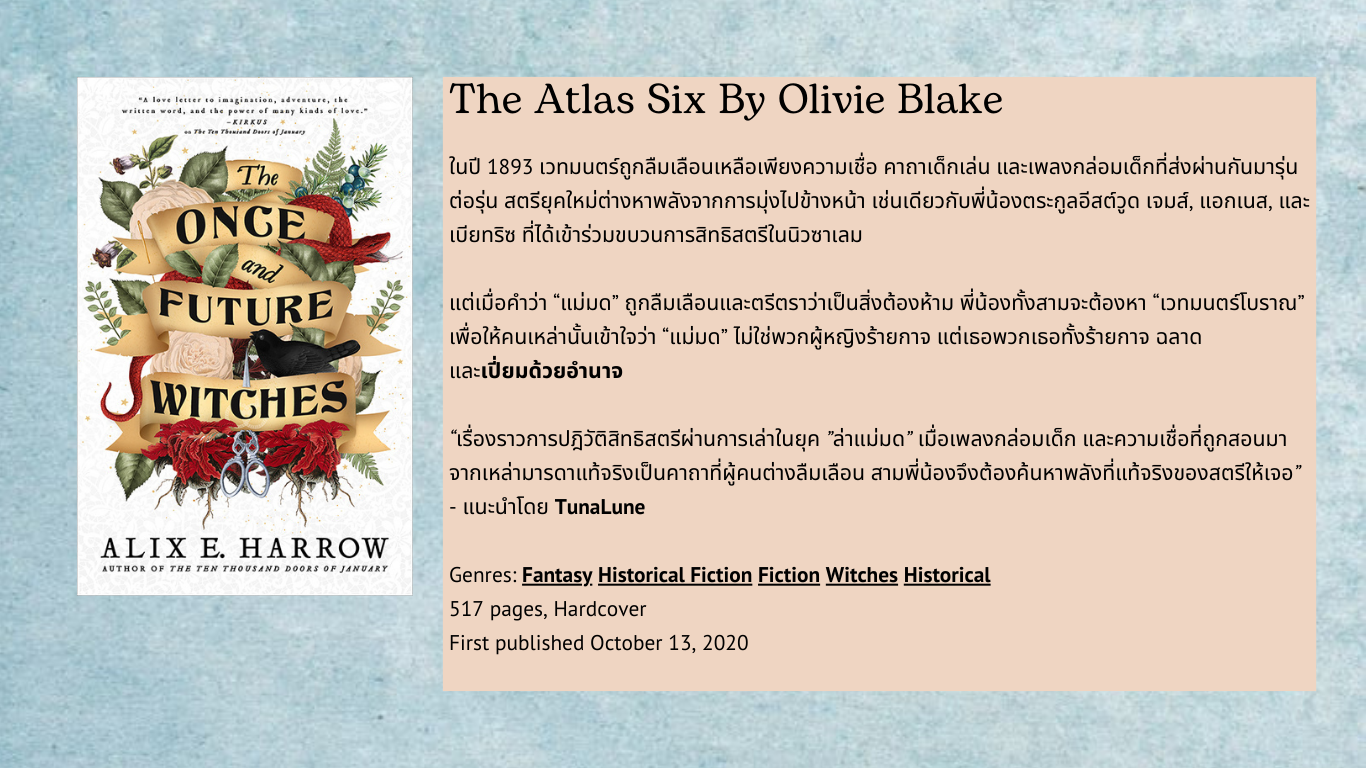 "A love letter to imagination, adventure, the
written word, and the power of many kinds of love."
—KIRKUS
on The Ten Thousand Doors of January
The
ONCE
and
FUTURE
WITCHES
ALIX E. HARROW
AUTHOR OF THE TEN THOUSAND DOORS OF JANUARY
The Atlas Six By Olivie Blake
ในปี 1893 เวทมนตร์ถูกลืมเลือนเหลือเพียงความเชื่อ คาถาเด็กเล่น และเพลงกล่อมเด็กที่ส่งผ่านกันมารุ่น
ต่อรุ่น สตรียุคใหม่ต่างหาพลังจากการมุ่งไปข้างหน้า เช่นเดียวกับพี่น้องตระกูลอีสต์วูด เจมส์, แอกเนส, และ
เบียทริซ ที่ได้เข้าร่วมขบวนการสิทธิสตรีในนิวซาเลม
แต่เมื่อคำว่า “แม่มด” ถูกลืมเลือนและตรีตราว่าเป็นสิ่งต้องห้าม พี่น้องทั้งสามจะต้องหา “เวทมนตร์โบราณ”
เพื่อให้คนเหล่านั้นเข้าใจว่า “แม่มด” ไม่ใช่พวกผู้หญิงร้ายกาจ แต่เธอพวกเธอทั้งร้ายกาจ ฉลาด
และเปี่ยมด้วยอำนาจ
“เรื่องราวการปฎิวัติสิทธิสตรีผ่านการเล่าในยุค ”ล่าแม่มด” เมื่อเพลงกล่อมเด็ก และความเชื่อที่ถูกสอนมา
จากเหล่ามารดาแท้จริงเป็นคาถาที่ผู้คนต่างลืมเลือน สามพี่น้องจึงต้องค้นหาพลังที่แท้จริงของสตรีให้เจอ”
- แนะนำโดย TunaLune
Genres: Fantasy Historical Fiction Fiction Witches Historical
517 pages, Hardcover
First published October 13, 2020